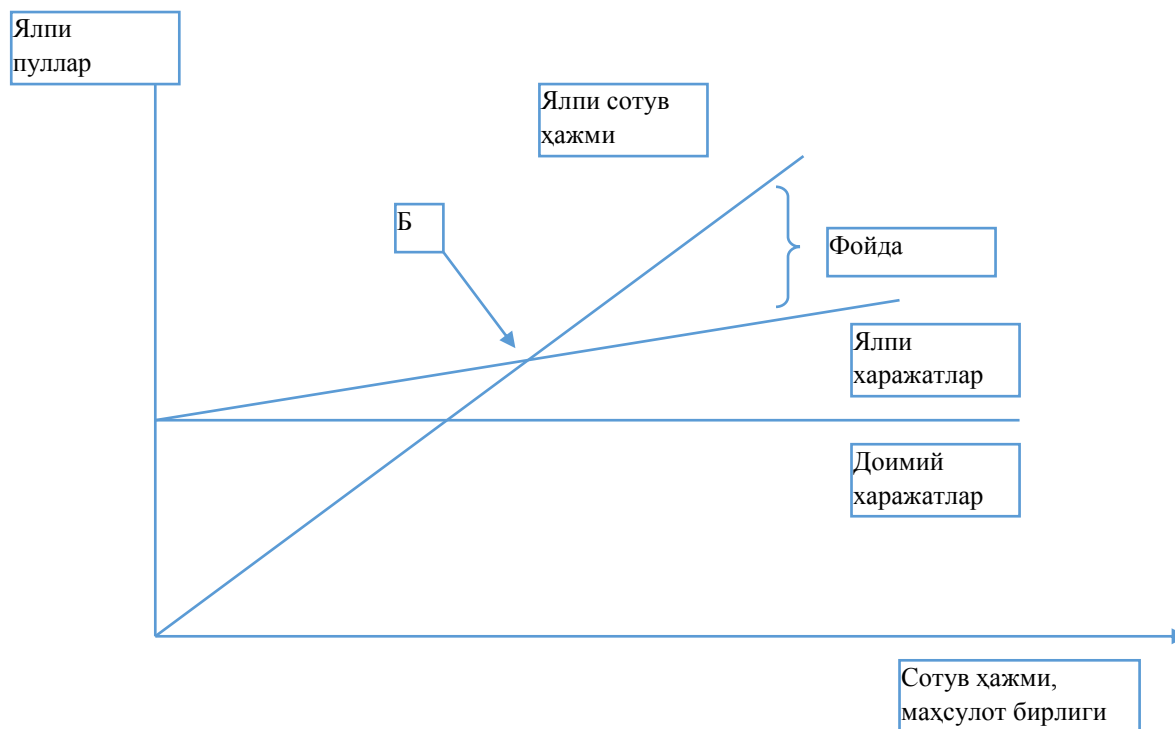 Ялпи
пуллар
Ялпи сотув
ҳажми
Б
Фойда
Ялпи
харажатлар
Доимий
харажатлар
Сотув ҳажми,
маҳсулот бирлиги